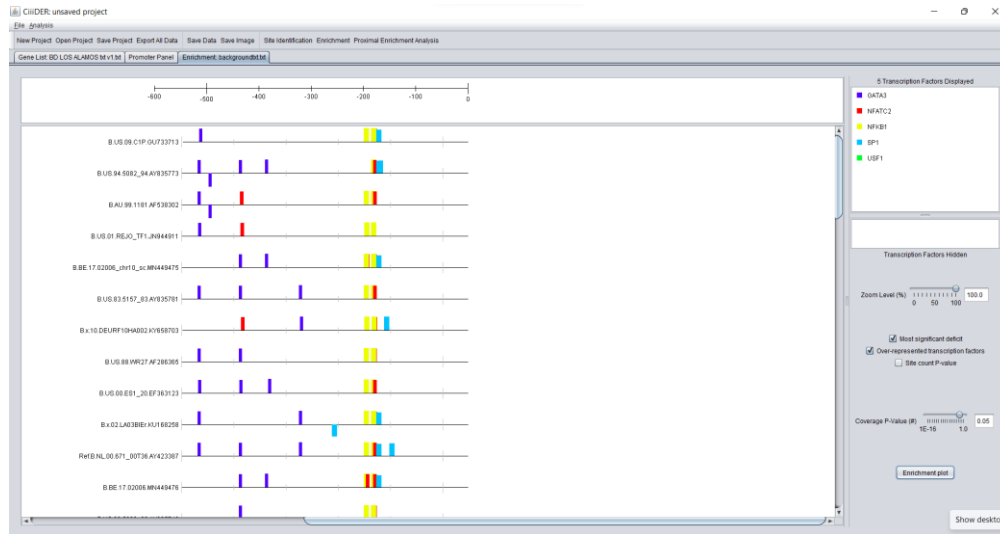 CiiiDER: unsaved project
File Analysis
New Project Open Project Save Project Export All Data Save Data Save Image Site Identification Enrichment Proximal Enrichment Analysis
Gene List: BD LOS ALAMOS txt v1.txt Promoter Panel Enrichment: backgroundtxt.txt
-600 -500 -400 -300 -200 -100 0
B.US.09.C1P.GU733713
B.US.94.5082_94.AY835773
B.AU.99.1181.AF538302
B.US.01.REJO_TF1.JN944911
B.BE.17.02006_chr10_sc.MN449475
B.US.83.5157_83.AY835781
B.x.10.DEURF10HA002.KY658703
B.US.88.WR27.AF286365
B.US.00.ES1_20.EF363123
B.x.02.LA03BIEr.KU168258
Ref.B.NL.00.671_00T36.AY423387
B.BE.17.02006.MN449476
5 Transcription Factors Displayed
GATA3
NFATC2
NFKB1
SP1
USF1
Transcription Factors Hidden
Zoom Level (%) 100.0
0 50 100
Most significant deficit
Over-represented transcription factors
Site count P-value
Coverage P-Value (#) 0.05
1E-16 1.0
Enrichment plot
Show deskto